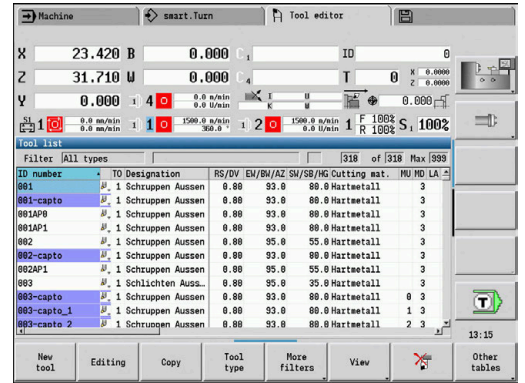 Machine smart.Turn Tool editor
X 23.420 B 0.000 C 1 ID 0
Z 31.710 W 0.000 C 4 T 0 X 0.0000
Z 0.0000
Y 0.000 1) 4 0.0 m/min I U 0.000
0.0 U/min K W
S1 1 0.0 mm/min 1) 1 1500.0 m/min 1) 2 1500.0 m/min 1 F 100% S1 100%
0.0 mm/min 360.0 ° 0.0 U/min R 100%
Tool list
Filter All types 318 of 318 Max 999
ID number TO Designation RS/DV EW/BW/AZ SW/SB/HG Cutting mat. MU MD LA
001 1 Schruppen Aussen 0.80 93.0 80.0 Hartmetall 3
001-capto 1 Schruppen Aussen 0.80 93.0 80.0 Hartmetall 3
001AP0 1 Schruppen Aussen 0.80 93.0 80.0 Hartmetall 3
001AP1 1 Schruppen Aussen 0.80 93.0 80.0 Hartmetall 3
002 1 Schruppen Aussen 0.80 95.0 55.0 Hartmetall 3
002-capto 1 Schruppen Aussen 0.80 93.0 80.0 Hartmetall 3
002AP1 1 Schruppen Aussen 0.80 95.0 55.0 Hartmetall 3
003 1 Schlichten Auss… 0.80 95.0 35.0 Hartmetall 3
003-capto 1 Schruppen Aussen 0.80 93.0 80.0 Hartmetall 0 3
003-capto_1 1 Schruppen Aussen 0.80 93.0 80.0 Hartmetall 1 3
003-capto_2 1 Schruppen Aussen 0.80 93.0 80.0 Hartmetall 2 3
T
13:15
New tool
Editing
Copy
Tool type
More filters
View
Other tables